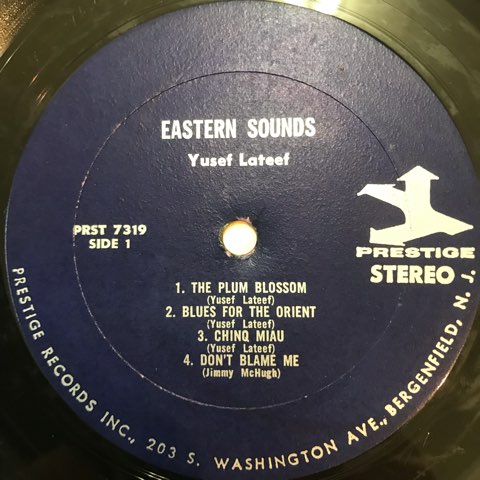 EASTERN SOUNDS
Yusef Lateef
PRST 7319
SIDE 1
PRESTIGE
STEREO
1. THE PLUM BLOSSOM
(Yusef Lateef)
2. BLUES FOR THE ORIENT
(Yusef Lateef)
3. CHINQ MIAU
(Yusef Lateef)
4. DON'T BLAME ME
(Jimmy McHugh)
PRESTIGE RECORDS INC., 203 S. WASHINGTON AVE., BERGENFIELD, N. J.